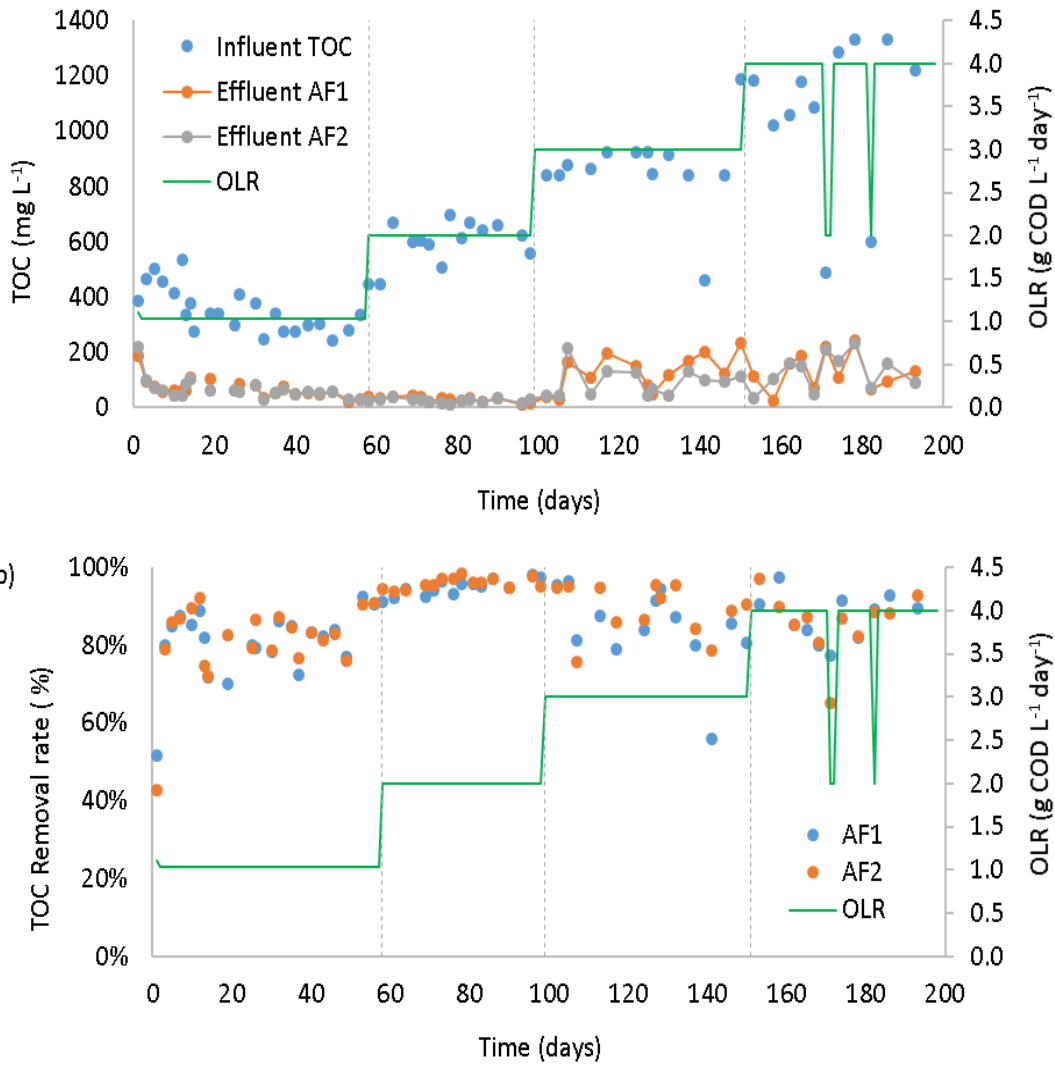 1400
1200
1000
800
600
400
200
0
TOC (mg L⁻¹)
Influent TOC
Effluent AF1
Effluent AF2
OLR
4.5
4.0
3.5
3.0
2.5
2.0
1.5
1.0
0.5
0.0
OLR (g COD L⁻¹ day⁻¹)
0 20 40 60 80 100 120 140 160 180 200
Time (days)
b)
100%
80%
60%
40%
20%
0%
TOC Removal rate ( %)
4.5
4.0
3.5
3.0
2.5
2.0
1.5
1.0
0.5
0.0
OLR (g COD L⁻¹ day⁻¹)
AF1
AF2
OLR
0 20 40 60 80 100 120 140 160 180 200
Time (days)